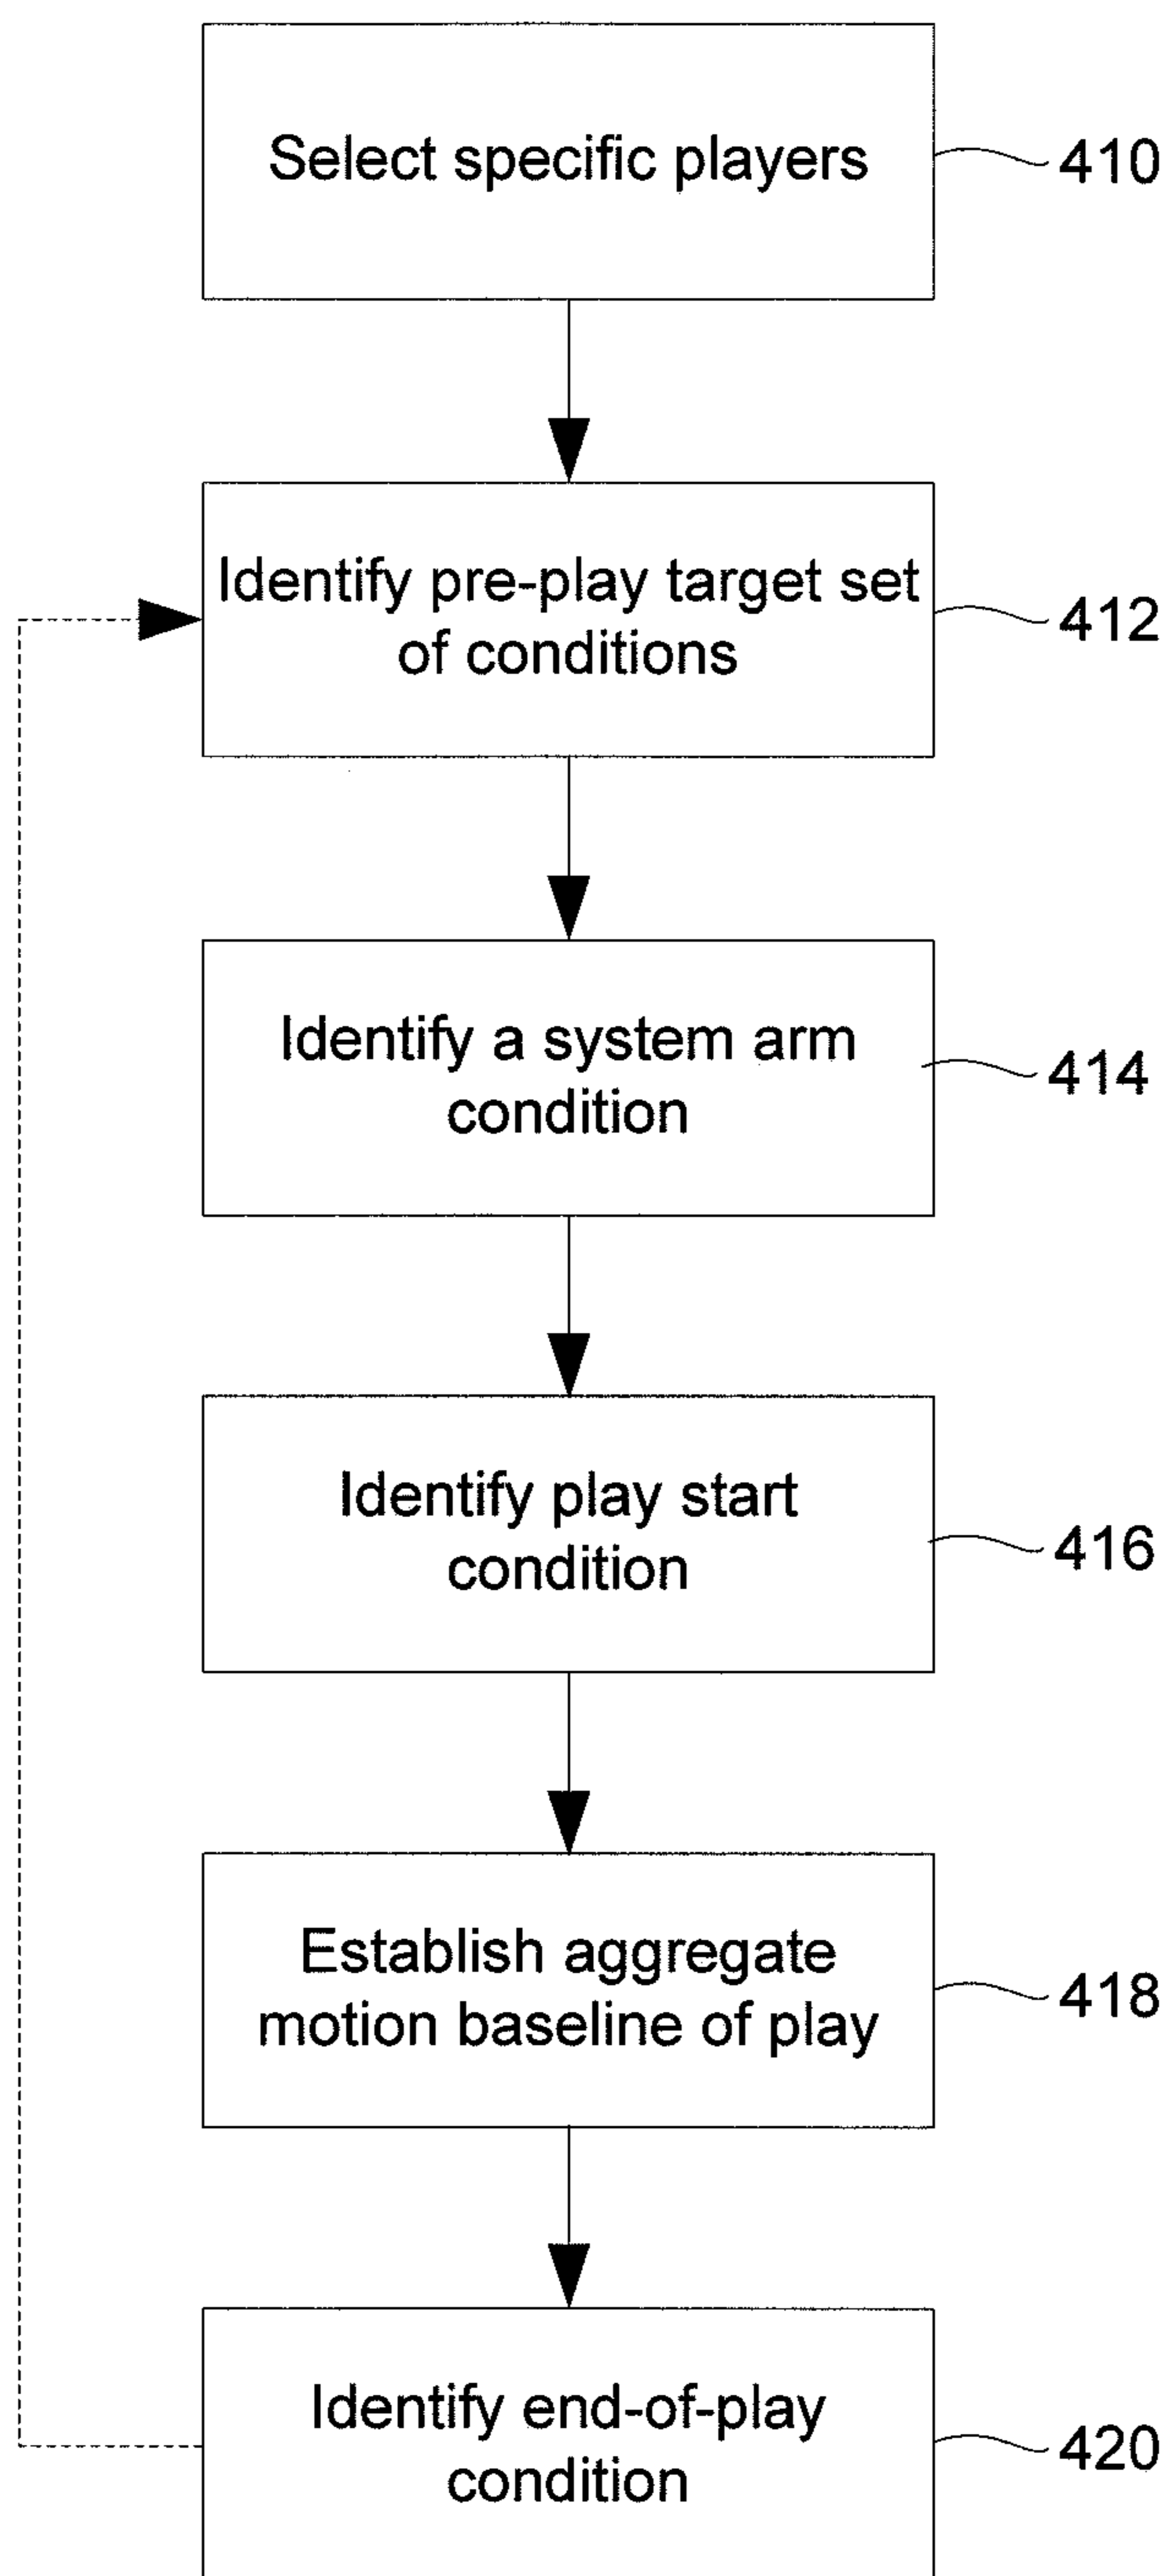 Select specific players
410
Identify pre-play target set
of conditions
412
Identify a system arm
condition
414
Identify play start
condition
416
Establish aggregate
motion baseline of play
418
Identify end-of-play
condition
420